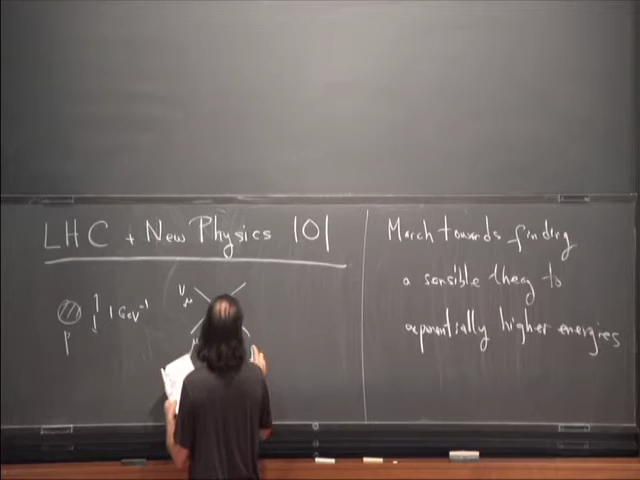 LHC + New Physics 101
1 GeV⁻¹
p
ν
μ
March towards finding
a sensible theory to
exponentially higher energies